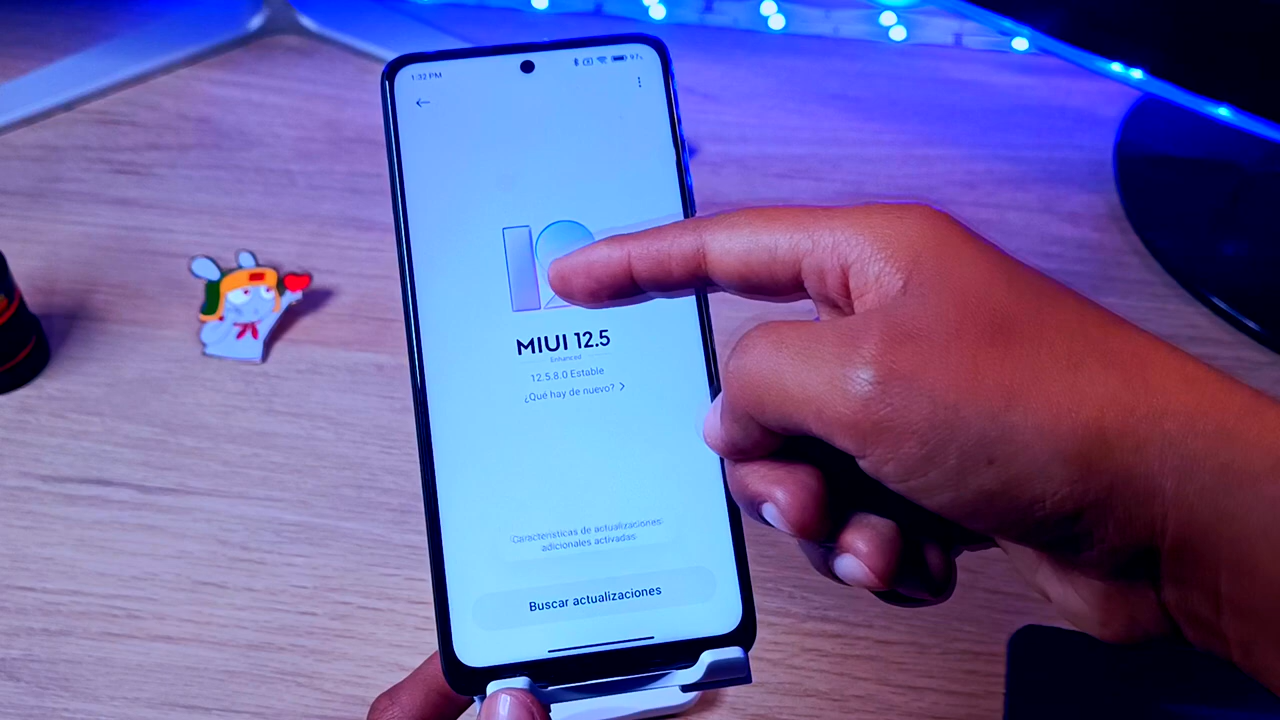 1:32 PM
97%
MIUI 12.5
Enhanced
12.5.8.0 Estable
¿Qué hay de nuevo? >
Características de actualizaciones
adicionales activadas
Buscar actualizaciones